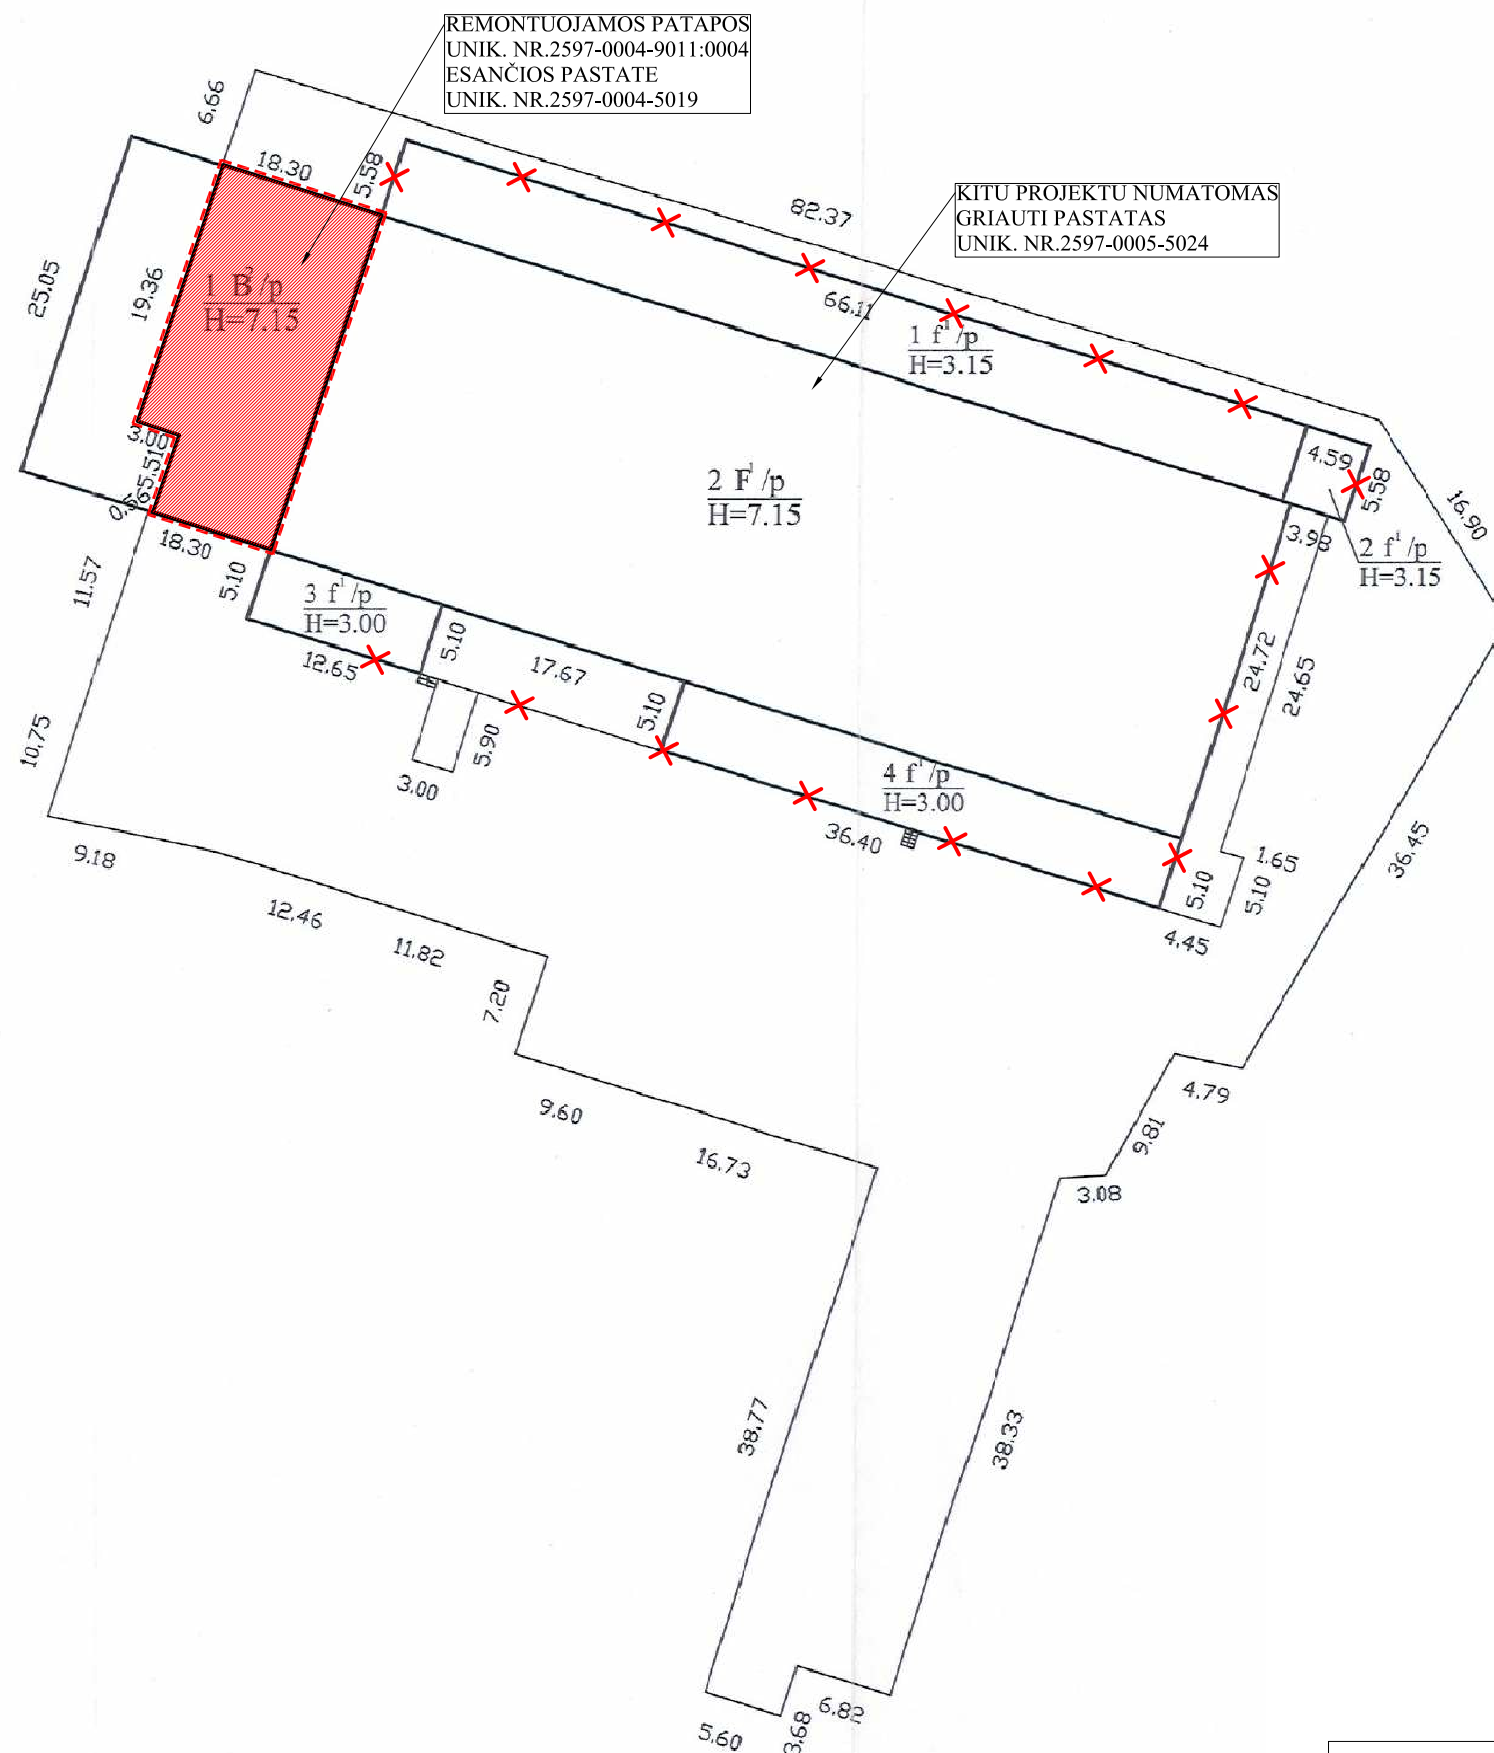 REMONTUOJAMOS PATAPOS
UNIK. NR.2597-0004-9011:0004
ESANČIOS PASTATE
UNIK. NR.2597-0004-5019
6.66
18.30
5.58
82.37
KITU PROJEKTU NUMATOMAS
GRIAUTI PASTATAS
UNIK. NR.2597-0005-5024
25.05
19.36
1 B² /p
H=7.15
66.11
1 f¹ /p
H=3.15
3.00
5.51
0.66
18.30
2 F¹ /p
H=7.15
4.59
5.58
16.90
3.98
2 f¹ /p
H=3.15
11.57
5.10
3 f¹ /p
H=3.00
12.65
5.10
17.67
5.10
24.72
24.65
10.75
3.00
5.90
4 f¹ /p
H=3.00
36.40
1.65
5.10
5.10
4.45
36.45
9.18
12.46
11.82
7.20
9.60
16.73
4.79
9.81
3.08
38.77
38.33
5.60
3.68
6.82